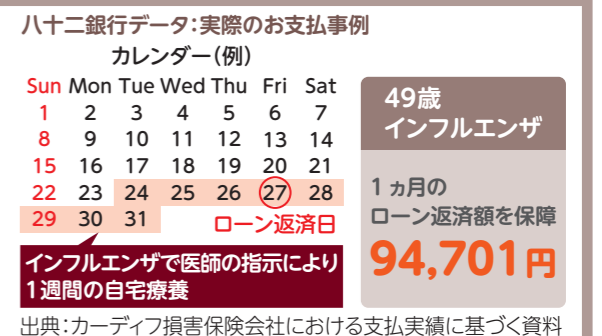 八十二銀行データ:実際のお支払事例
カレンダー(例)
Sun Mon Tue Wed Thu Fri Sat
1 2 3 4 5 6 7
8 9 10 11 12 13 14
15 16 17 18 19 20 21
22 23 24 25 26 27 28
29 30 31 ローン返済日
インフルエンザで医師の指示により
1週間の自宅療養
49歳
インフルエンザ
1ヵ月の
ローン返済額を保障
94,701円
出典:カーディフ損害保険会社における支払実績に基づく資料